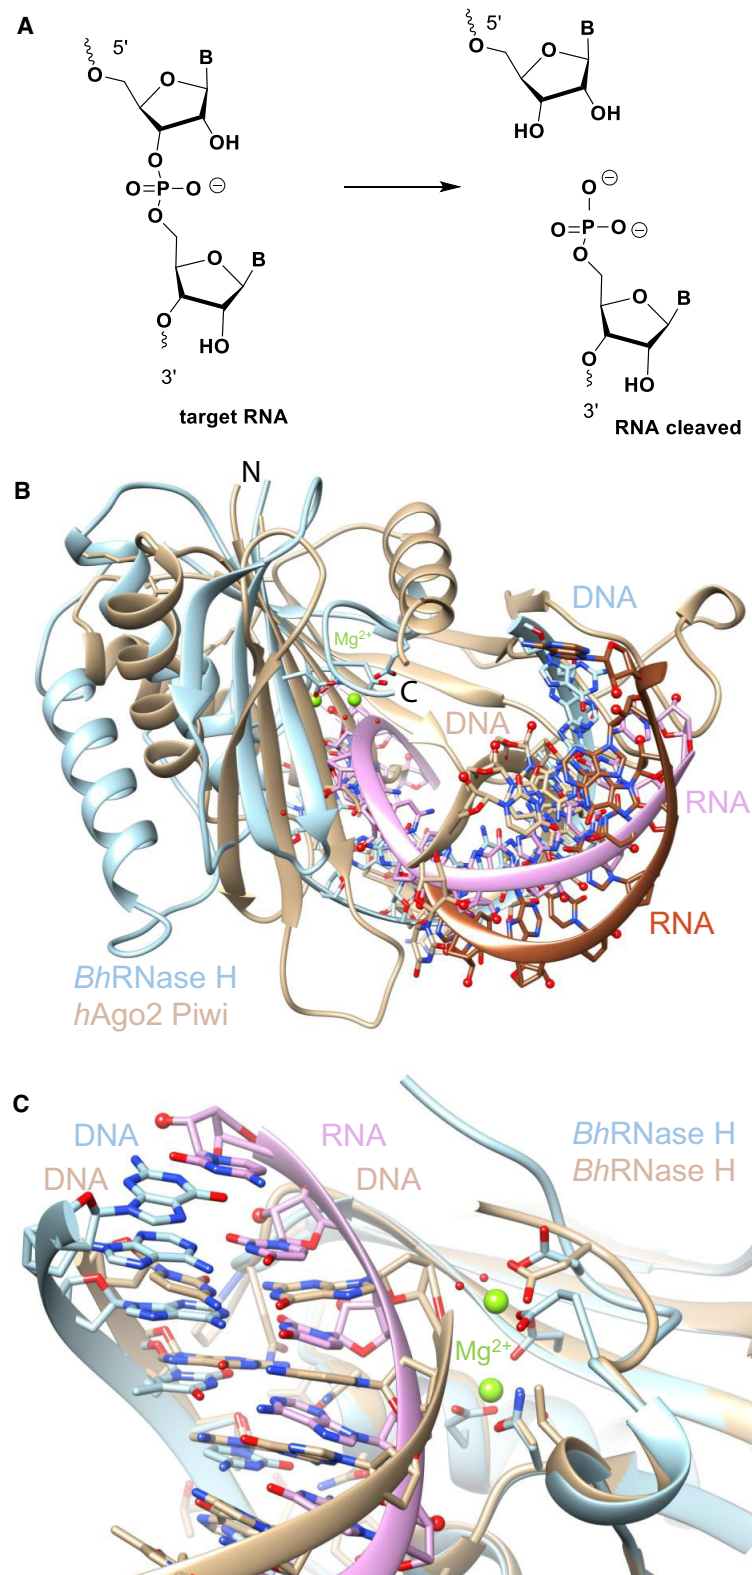 A
5'
O
O
B
OH
O
O=P–O ⊖
O
O
B
O
HO
3'
target RNA
5'
O
O
B
HO
OH
O ⊖
O=P–O ⊖
O
O
B
O
HO
3'
RNA cleaved
B
N
Mg2+
C
DNA
DNA
RNA
RNA
BhRNase H
hAgo2 Piwi
C
DNA
RNA
BhRNase H
DNA
DNA
BhRNase H
Mg2+